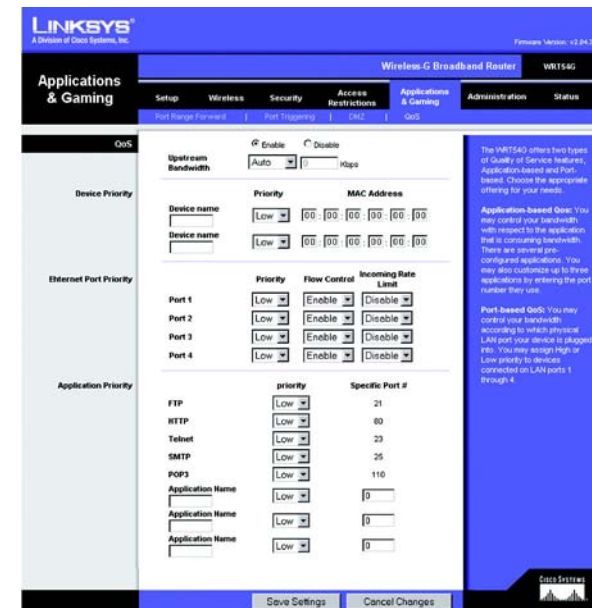 LINKSYS®
A Division of Cisco Systems, Inc.
Firmware Version: v2.04.3
Wireless-G Broadband Router WRT54G
Applications & Gaming
Setup Wireless Security Access Restrictions Applications & Gaming Administration Status
Port Range Forward | Port Triggering | DMZ | QoS
QoS
Enable Disable
Upstream Bandwidth Auto 0 Kbps
Device Priority
Priority MAC Address
Device name
Low 00 : 00 : 00 : 00 : 00 : 00
Device name
Low 00 : 00 : 00 : 00 : 00 : 00
Ehternet Port Priority
Priority Flow Control Incoming Rate Limit
Port 1 Low Enable Disable
Port 2 Low Enable Disable
Port 3 Low Enable Disable
Port 4 Low Enable Disable
Application Priority
priority Specific Port #
FTP Low 21
HTTP Low 80
Telnet Low 23
SMTP Low 25
POP3 Low 110
Application Name
Low 0
Application Name
Low 0
Application Name
Low 0
The WRT54G offers two types
of Quality of Service features,
Application-based and Port-
based. Choose the appropriate
offering for your needs.
Application-based Qos: You
may control your bandwidth
with respect to the application
that is consuming bandwidth.
There are several pre-
configured applications. You
may also customize up to three
applications by entering the port
number they use.
Port-based QoS: You may
control your bandwidth
according to which physical
LAN port your device is plugged
into. You may assign High or
Low priority to devices
connected on LAN ports 1
through 4.
Save Settings Cancel Changes
CISCO SYSTEMS